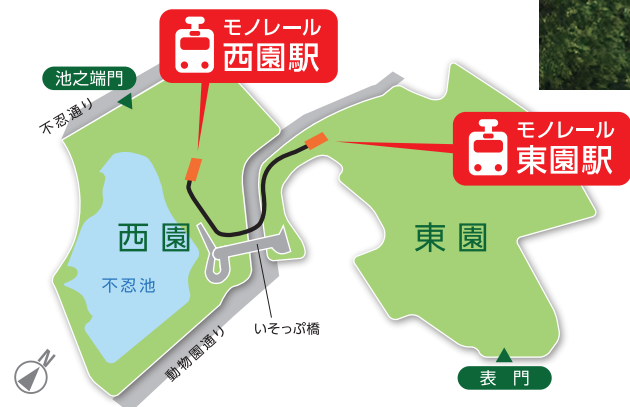 モノレール
西園駅
池之端門
不忍通り
モノレール
東園駅
西園
東園
不忍池
いそっぷ橋
動物園通り
表門
N